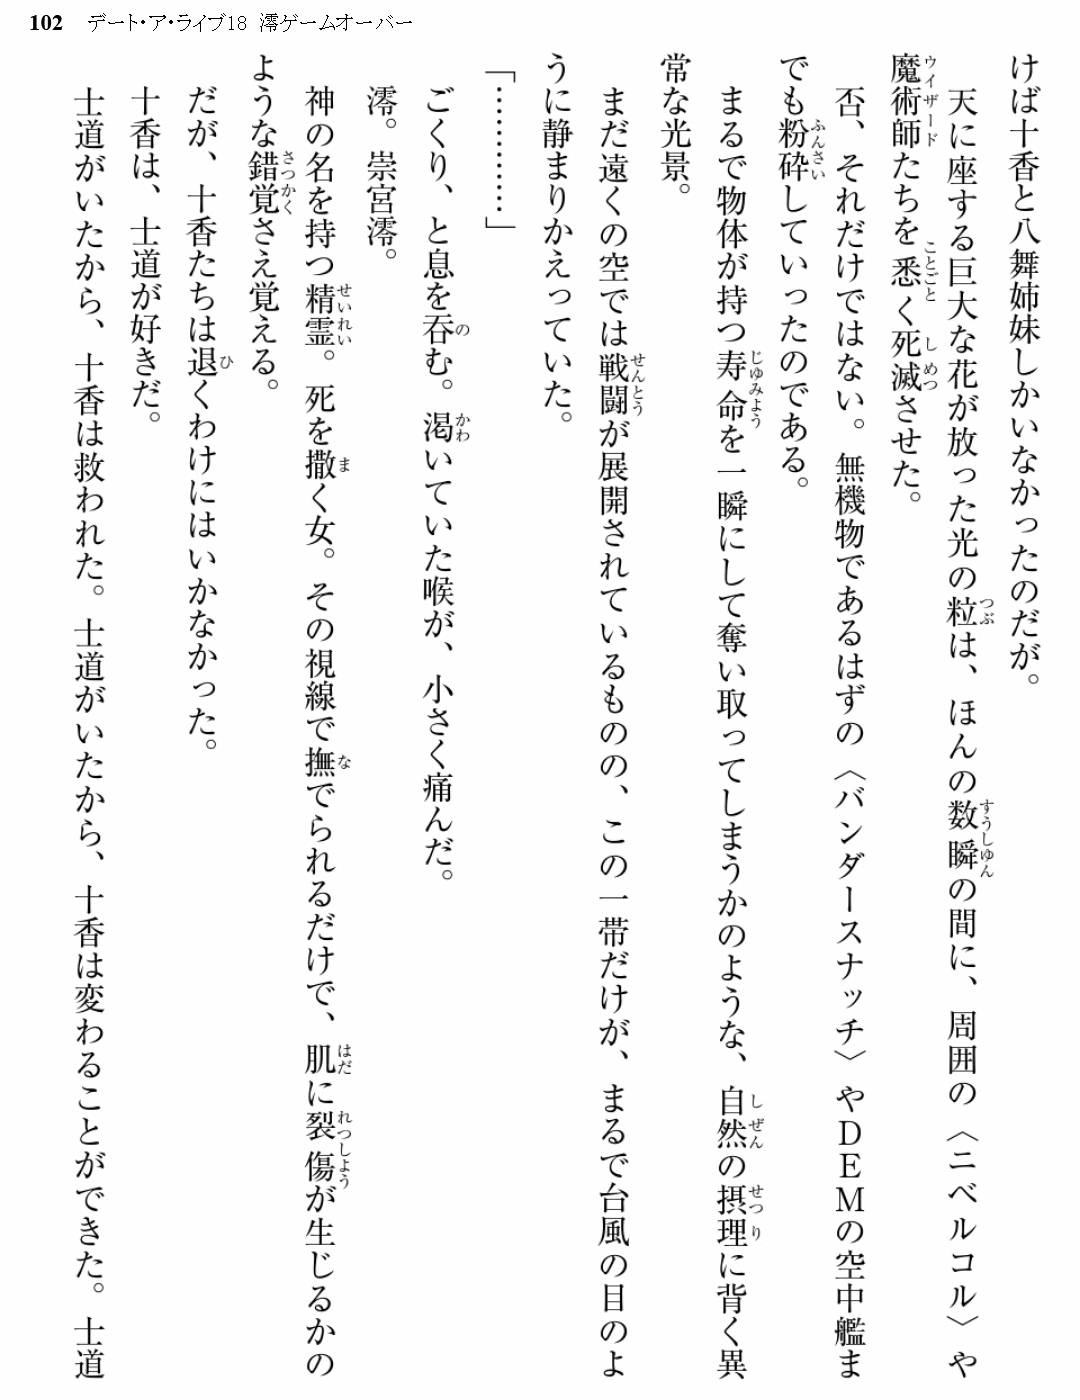 102 デート・ア・ライブ18 澪ゲームオーバー
けば十香と八舞姉妹しかいなかったのだが。
天に座する巨大な花が放った光の粒は、ほんの数瞬の間に、周囲の〈ニベルコル〉や
魔術師たちを悉く死滅させた。
否、それだけではない。無機物であるはずの〈バンダースナッチ〉やＤＥＭの空中艦ま
でも粉砕していったのである。
まるで物体が持つ寿命を一瞬にして奪い取ってしまうかのような、自然の摂理に背く異
常な光景。
まだ遠くの空では戦闘が展開されているものの、この一帯だけが、まるで台風の目のよ
うに静まりかえっていた。
「…………」
ごくり、と息を呑む。渇いていた喉が、小さく痛んだ。
澪。崇宮澪。
神の名を持つ精霊。死を撒く女。その視線で撫でられるだけで、肌に裂傷が生じるかの
ような錯覚さえ覚える。
だが、十香たちは退くわけにはいかなかった。
十香は、士道が好きだ。
士道がいたから、十香は救われた。士道がいたから、十香は変わることができた。士道